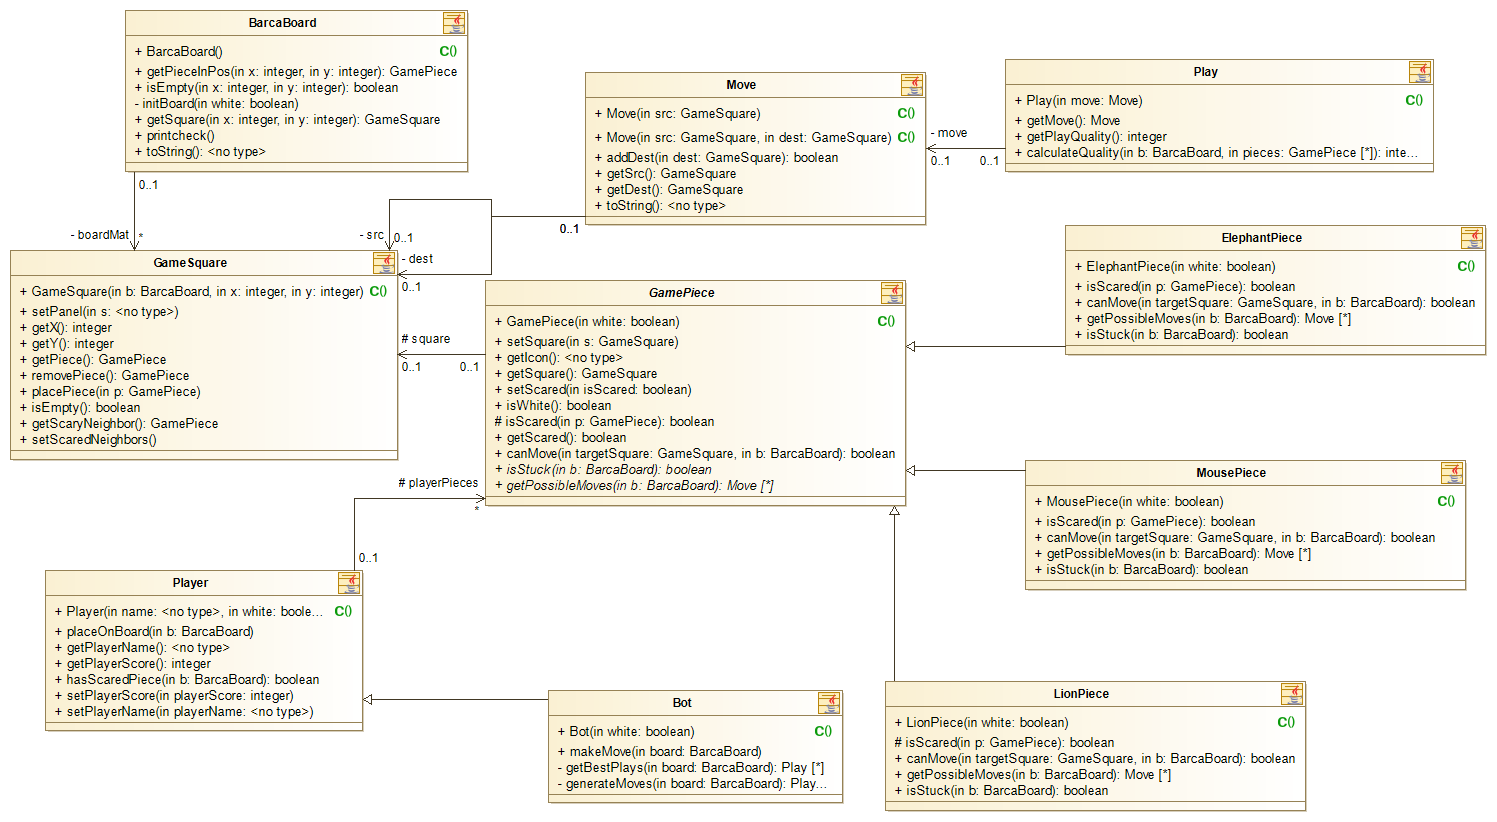 BarcaBoard
+ BarcaBoard() C()
+ getPieceInPos(in x: integer, in y: integer): GamePiece
+ isEmpty(in x: integer, in y: integer): boolean
- initBoard(in white: boolean)
+ getSquare(in x: integer, in y: integer): GameSquare
+ printcheck()
+ toString(): <no type>
0..1
- boardMat *
Move
+ Move(in src: GameSquare) C()
+ Move(in src: GameSquare, in dest: GameSquare) C()
+ addDest(in dest: GameSquare): boolean
+ getSrc(): GameSquare
+ getDest(): GameSquare
+ toString(): <no type>
0..1
- src 0..1
- dest
0..1
Play
+ Play(in move: Move) C()
+ getMove(): Move
+ getPlayQuality(): integer
+ calculateQuality(in b: BarcaBoard, in pieces: GamePiece [*]): inte...
- move
0..1 0..1
GameSquare
+ GameSquare(in b: BarcaBoard, in x: integer, in y: integer) C()
+ setPanel(in s: <no type>)
+ getX(): integer
+ getY(): integer
+ getPiece(): GamePiece
+ removePiece(): GamePiece
+ placePiece(in p: GamePiece)
+ isEmpty(): boolean
+ getScaryNeighbor(): GamePiece
+ setScaredNeighbors()
# square
0..1 0..1
GamePiece
+ GamePiece(in white: boolean) C()
+ setSquare(in s: GameSquare)
+ getIcon(): <no type>
+ getSquare(): GameSquare
+ setScared(in isScared: boolean)
+ isWhite(): boolean
# isScared(in p: GamePiece): boolean
+ getScared(): boolean
+ canMove(in targetSquare: GameSquare, in b: BarcaBoard): boolean
+ isStuck(in b: BarcaBoard): boolean
+ getPossibleMoves(in b: BarcaBoard): Move [*]
ElephantPiece
+ ElephantPiece(in white: boolean) C()
+ isScared(in p: GamePiece): boolean
+ canMove(in targetSquare: GameSquare, in b: BarcaBoard): boolean
+ getPossibleMoves(in b: BarcaBoard): Move [*]
+ isStuck(in b: BarcaBoard): boolean
MousePiece
+ MousePiece(in white: boolean) C()
+ isScared(in p: GamePiece): boolean
+ canMove(in targetSquare: GameSquare, in b: BarcaBoard): boolean
+ getPossibleMoves(in b: BarcaBoard): Move [*]
+ isStuck(in b: BarcaBoard): boolean
# playerPieces
*
0..1
Player
+ Player(in name: <no type>, in white: boole... C()
+ placeOnBoard(in b: BarcaBoard)
+ getPlayerName(): <no type>
+ getPlayerScore(): integer
+ hasScaredPiece(in b: BarcaBoard): boolean
+ setPlayerScore(in playerScore: integer)
+ setPlayerName(in playerName: <no type>)
Bot
+ Bot(in white: boolean) C()
+ makeMove(in board: BarcaBoard)
- getBestPlays(in board: BarcaBoard): Play [*]
- generateMoves(in board: BarcaBoard): Play...
LionPiece
+ LionPiece(in white: boolean) C()
# isScared(in p: GamePiece): boolean
+ canMove(in targetSquare: GameSquare, in b: BarcaBoard): boolean
+ getPossibleMoves(in b: BarcaBoard): Move [*]
+ isStuck(in b: BarcaBoard): boolean